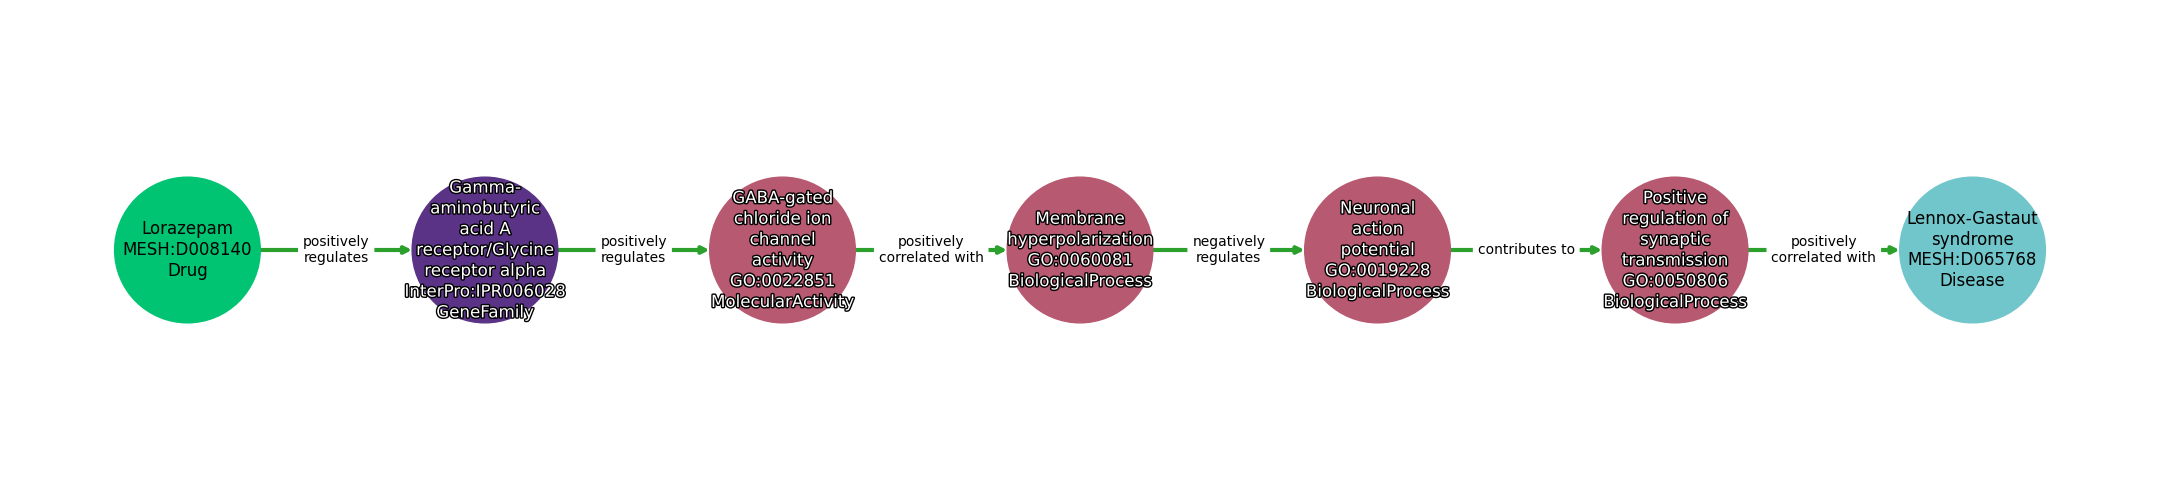 Lorazepam
MESH:D008140
Drug
positively
regulates
Gamma-
aminobutyric
acid A
receptor/Glycine
receptor alpha
InterPro:IPR006028
GeneFamily
positively
regulates
GABA-gated
chloride ion
channel
activity
GO:0022851
MolecularActivity
positively
correlated with
Membrane
hyperpolarization
GO:0060081
BiologicalProcess
negatively
regulates
Neuronal
action
potential
GO:0019228
BiologicalProcess
contributes to
Positive
regulation of
synaptic
transmission
GO:0050806
BiologicalProcess
positively
correlated with
Lennox-Gastaut
syndrome
MESH:D065768
Disease